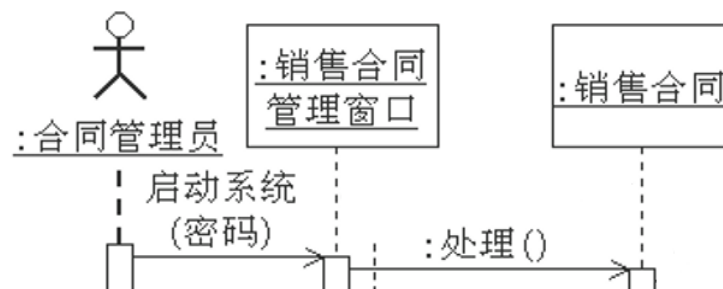 :销售合同
管理窗口
:销售合同
:合同管理员
启动系统
(密码)
:处理()